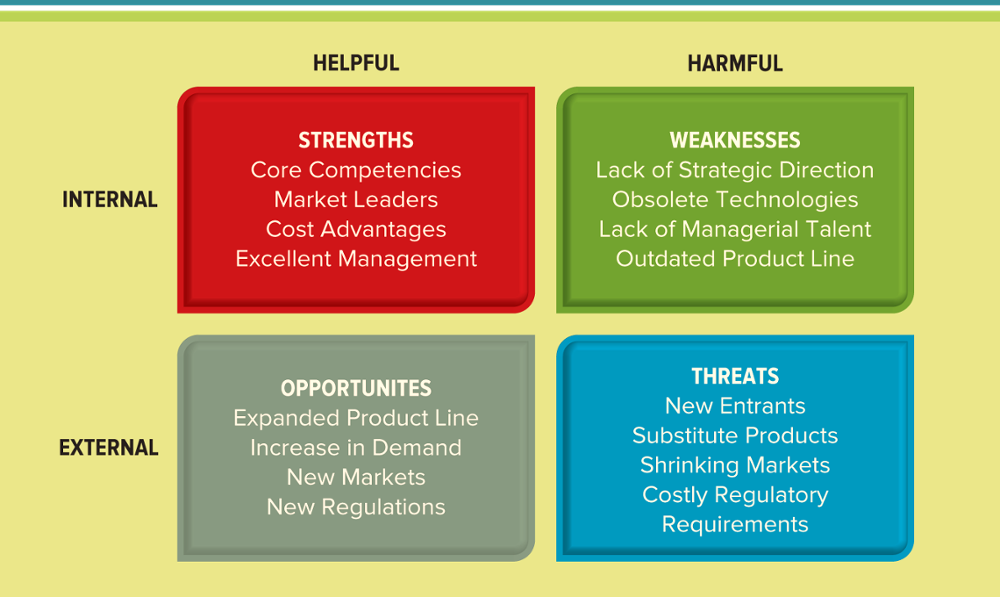 HELPFUL
HARMFUL
INTERNAL
STRENGTHS
Core Competencies
Market Leaders
Cost Advantages
Excellent Management
WEAKNESSES
Lack of Strategic Direction
Obsolete Technologies
Lack of Managerial Talent
Outdated Product Line
EXTERNAL
OPPORTUNITES
Expanded Product Line
Increase in Demand
New Markets
New Regulations
THREATS
New Entrants
Substitute Products
Shrinking Markets
Costly Regulatory
Requirements